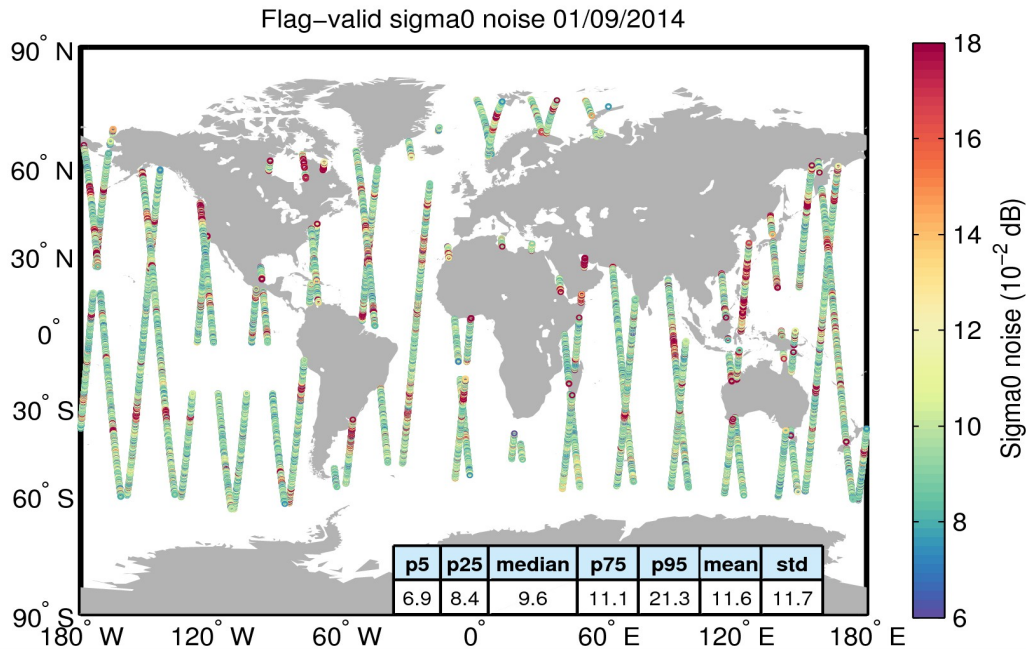 Flag−valid sigma0 noise 01/09/2014
90° N
60° N
30° N
0°
30° S
60° S
90° S
180° W 120° W 60° W 0° 60° E 120° E 180° E
p5 p25 median p75 p95 mean std
6.9 8.4 9.6 11.1 21.3 11.6 11.7
18
16
14
12
10
8
6
Sigma0 noise (10⁻² dB)